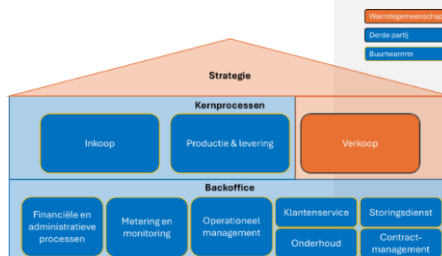 Warmtegemeenschap
Derde partij
Buurtwarmte
Strategie
Kernprocessen
Inkoop
Productie & levering
Verkoop
Backoffice
Financiële en
administratieve
processen
Metering en
monitoring
Operationeel
management
Klantenservice
Storingsdienst
Onderhoud
Contract-
management